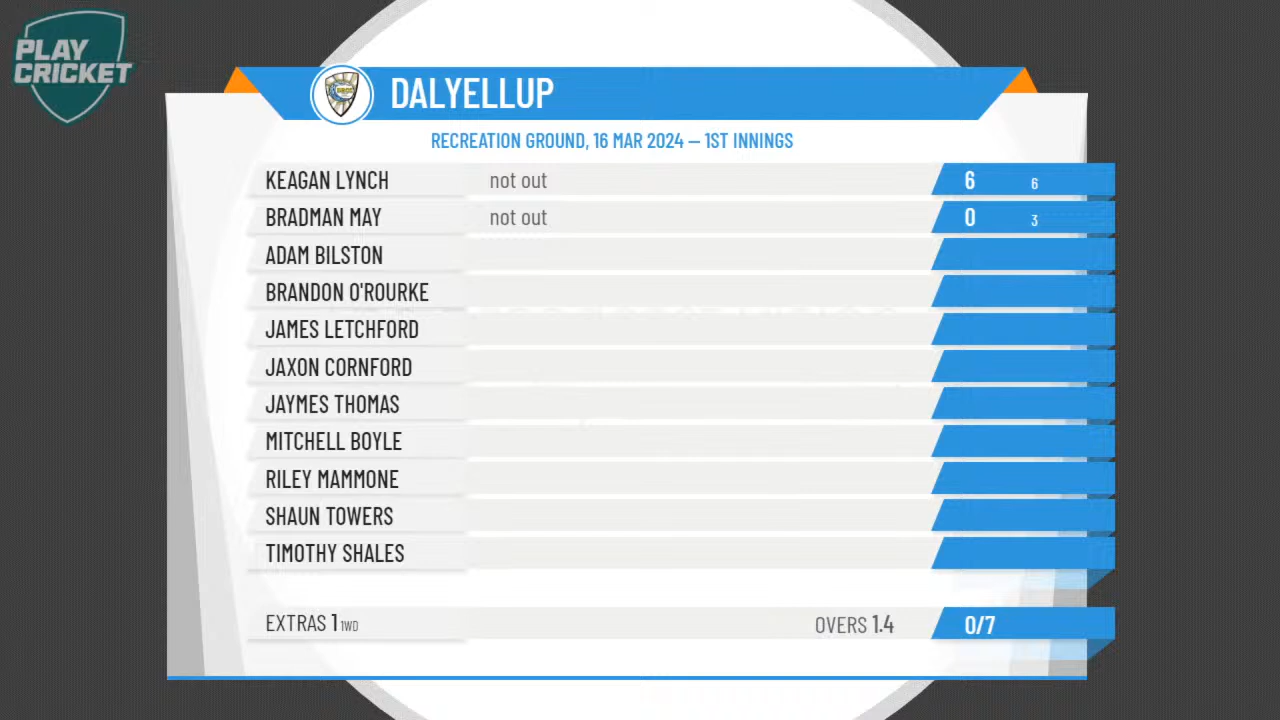 PLAY
CRICKET
DALYELLUP
RECREATION GROUND, 16 MAR 2024 – 1ST INNINGS
KEAGAN LYNCH not out 6 6
BRADMAN MAY not out 0 3
ADAM BILSTON
BRANDON O'ROURKE
JAMES LETCHFORD
JAXON CORNFORD
JAYMES THOMAS
MITCHELL BOYLE
RILEY MAMMONE
SHAUN TOWERS
TIMOTHY SHALES
EXTRAS 1 1WD OVERS 1.4 0/7